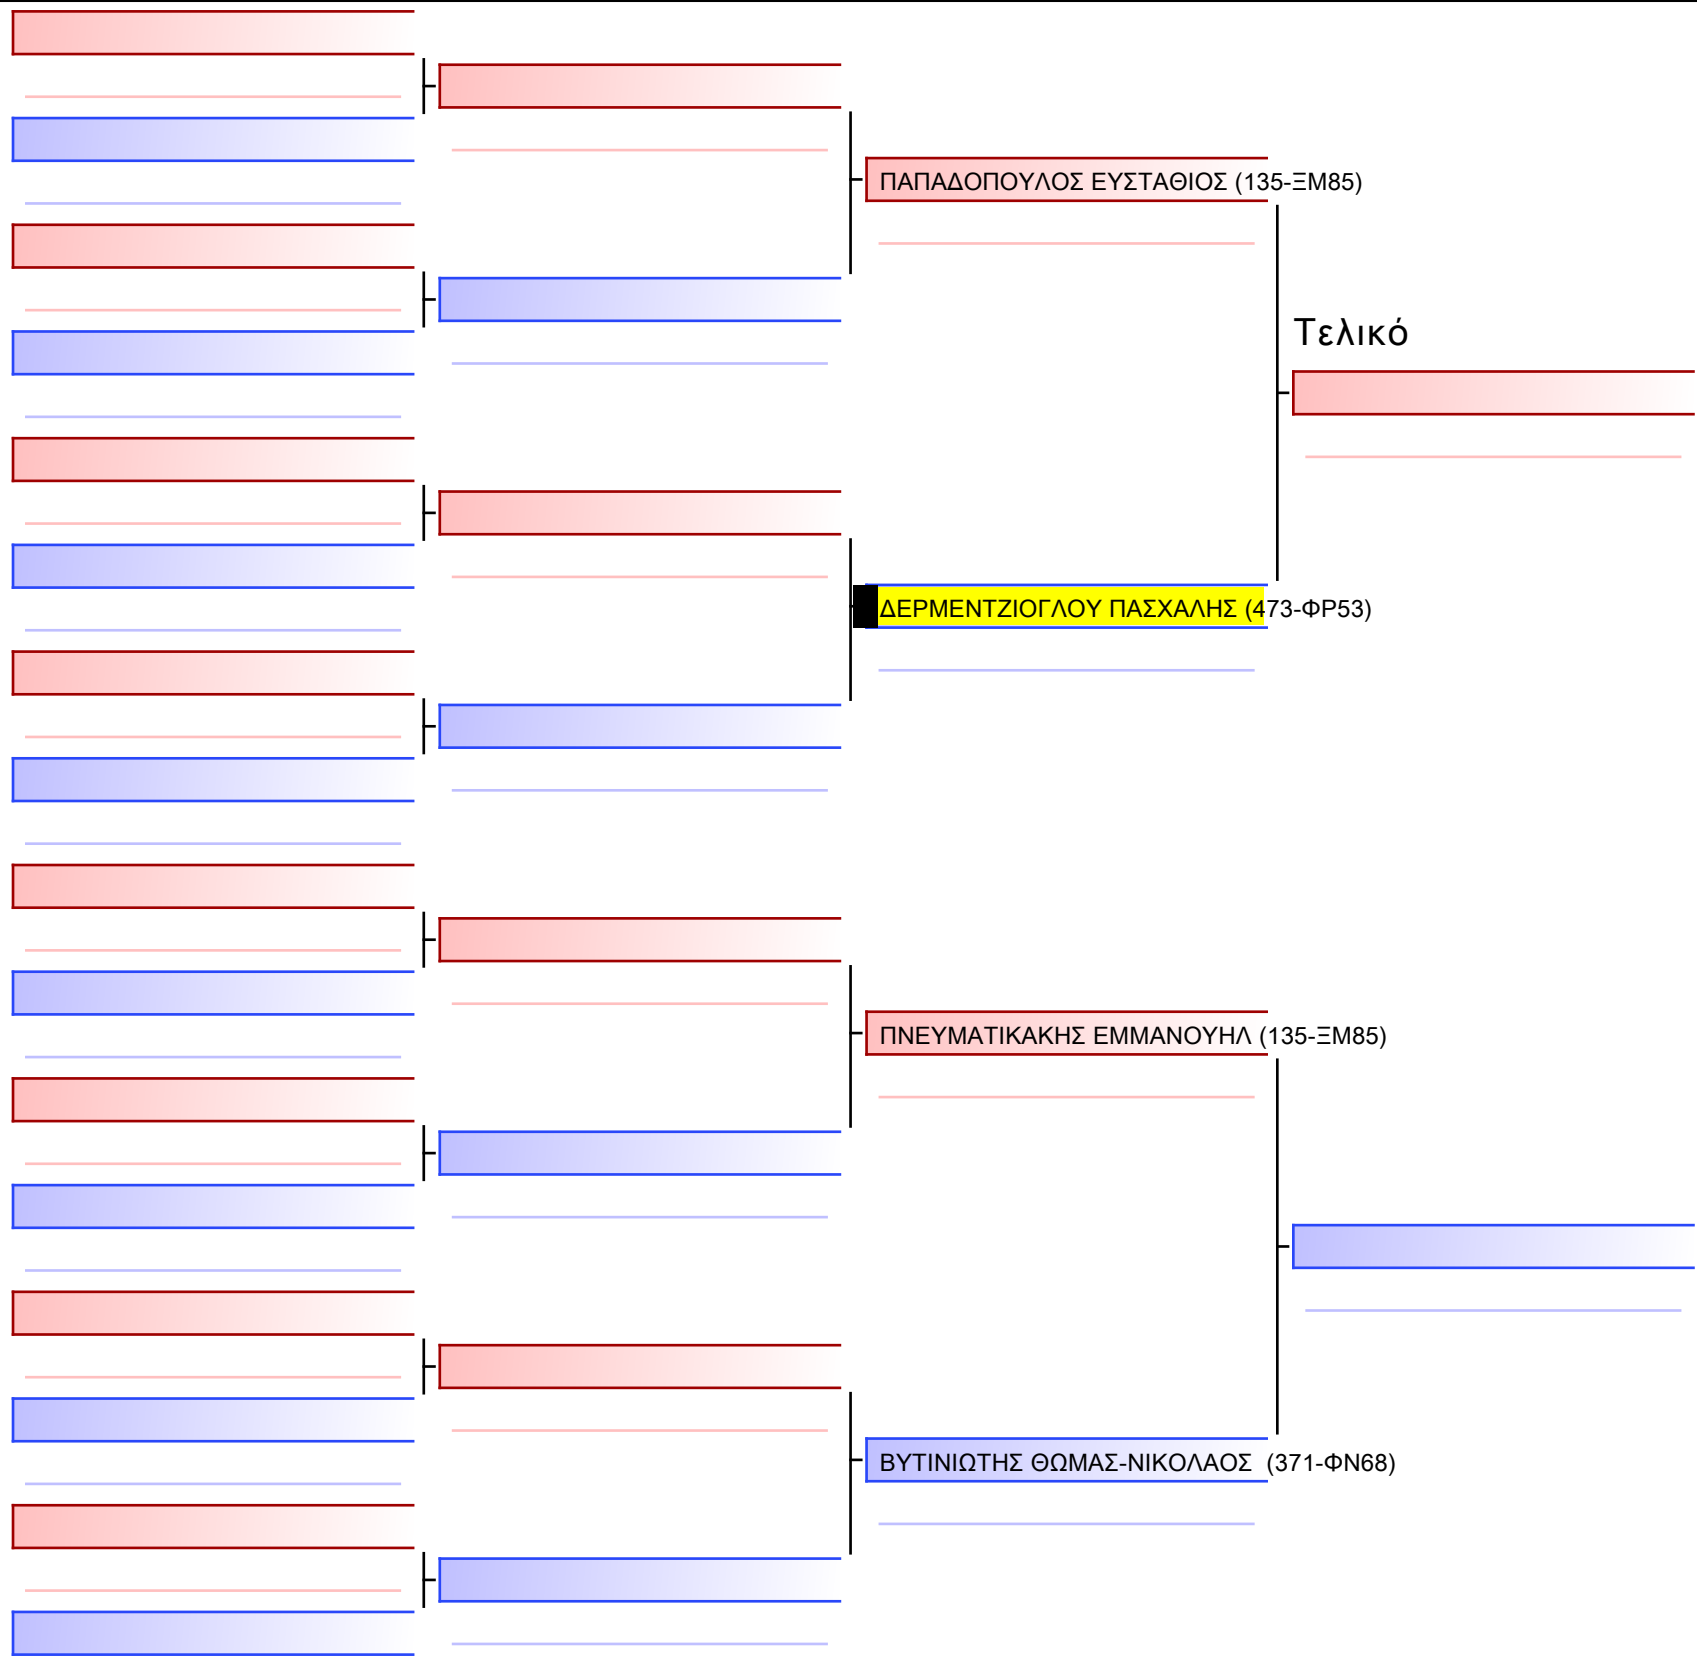 ΠΑΠΑΔΟΠΟΥΛΟΣ ΕΥΣΤΑΘΙΟΣ (135-ΞΜ85)
Τελικό
ΔΕΡΜΕΝΤΖΙΟΓΛΟΥ ΠΑΣΧΑΛΗΣ (473-ΦΡ53)
ΠΝΕΥΜΑΤΙΚΑΚΗΣ ΕΜΜΑΝΟΥΗΛ (135-ΞΜ85)
ΒΥΤΙΝΙΩΤΗΣ ΘΩΜΑΣ-ΝΙΚΟΛΑΟΣ (371-ΦΝ68)